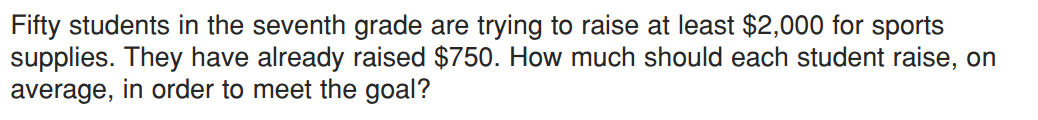 Fifty students in the seventh grade are trying to raise at least $2,000 for sports
supplies. They have already raised $750. How much should each student raise, on
average, in order to meet the goal?